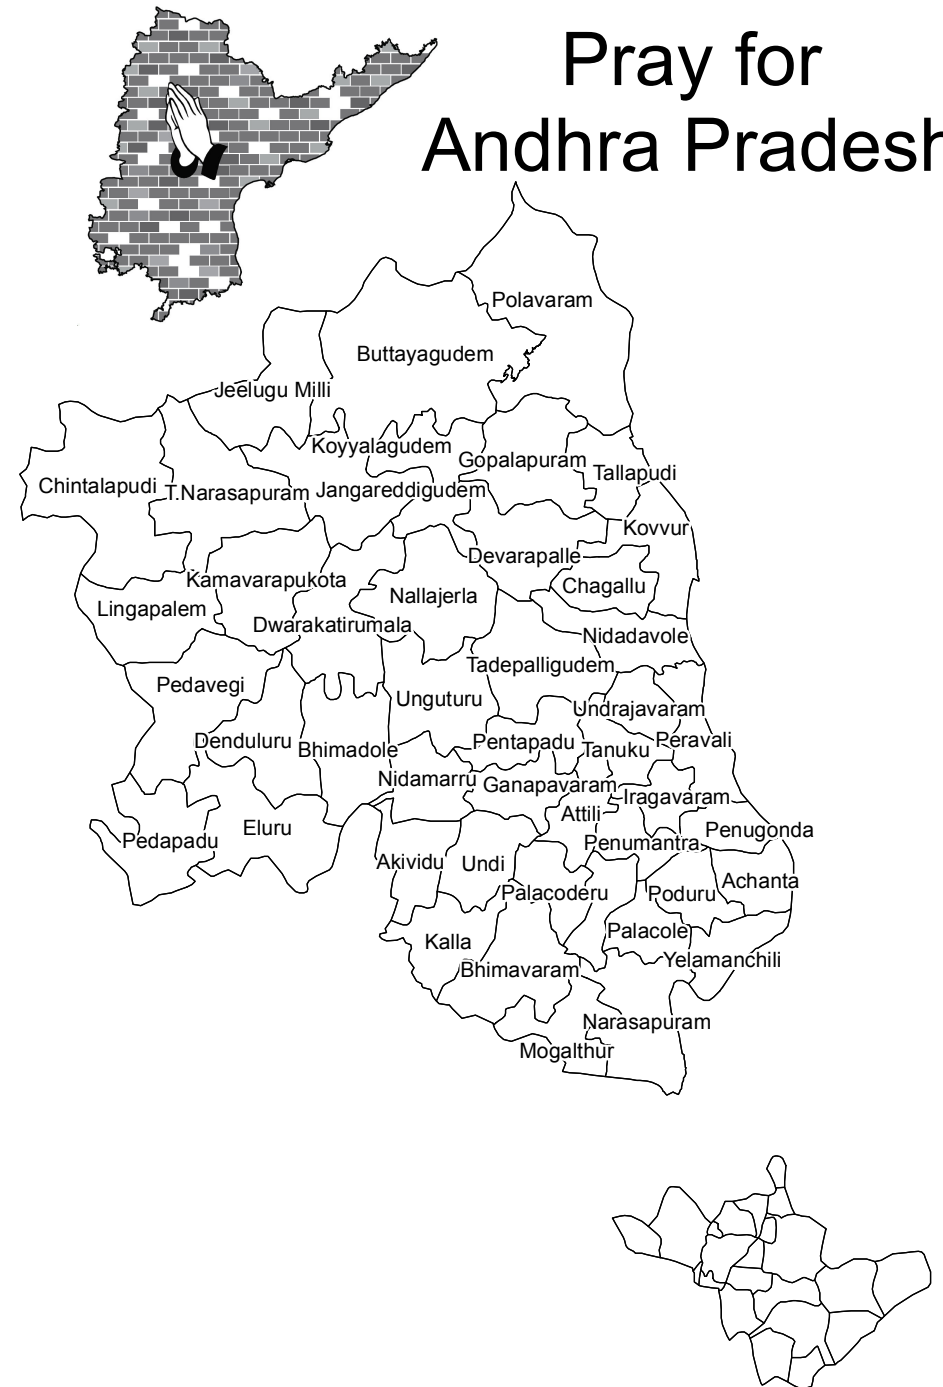 Pray for
Andhra Pradesh
Polavaram
Buttayagudem
Jeelugu Milli
Koyyalagudem
Gopalapuram
Tallapudi
Chintalapudi
T.Narasapuram
Jangareddigudem
Kovvur
Devarapalle
Kamavarapukota
Chagallu
Nallajerla
Lingapalem
Dwarakatirumala
Nidadavole
Tadepalligudem
Pedavegi
Unguturu
Undrajavaram
Denduluru
Bhimadole
Pentapadu
Tanuku
Peravali
Nidamarru
Ganapavaram
Iragavaram
Attili
Eluru
Pedapadu
Penumantra
Penugonda
Akividu
Undi
Palacoderu
Poduru
Achanta
Kalla
Palacole
Yelamanchili
Bhimavaram
Narasapuram
Mogalthur